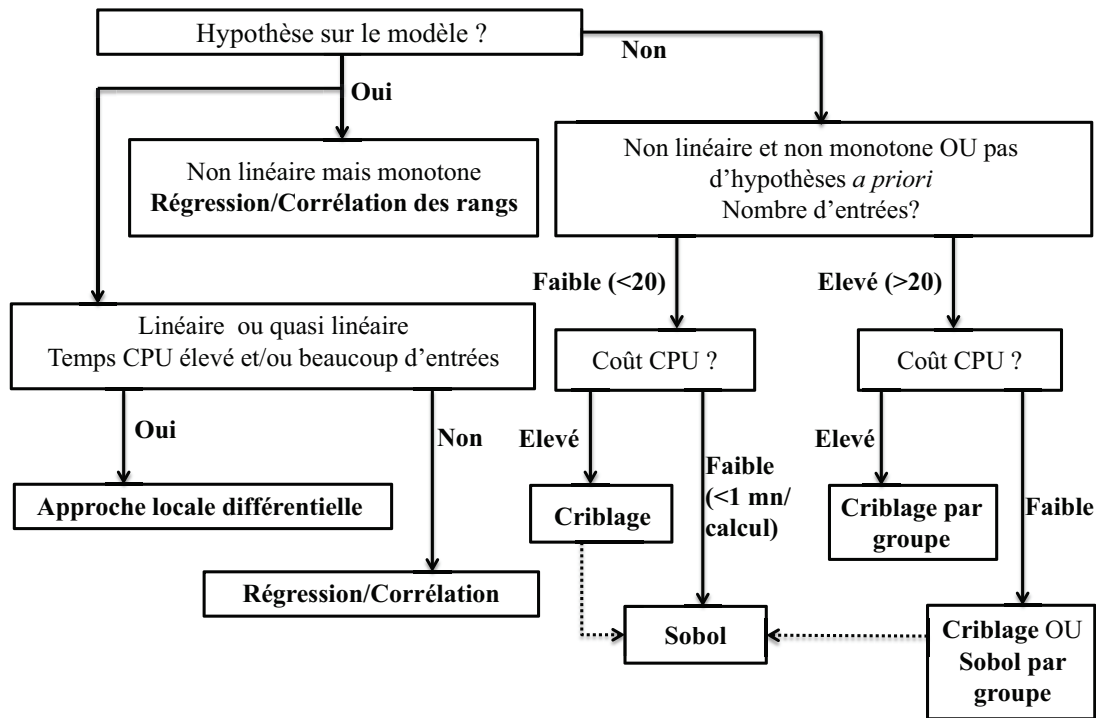 Hypothèse sur le modèle ?
Non
Oui
Non linéaire mais monotone
Régression/Corrélation des rangs
Non linéaire et non monotone OU pas
d’hypothèses a priori
Nombre d’entrées?
Faible (<20)
Elevé (>20)
Linéaire ou quasi linéaire
Temps CPU élevé et/ou beaucoup d’entrées
Coût CPU ?
Coût CPU ?
Oui
Non
Elevé
Faible
(<1 mn/
calcul)
Elevé
Faible
Approche locale différentielle
Criblage
Criblage par
groupe
Régression/Corrélation
Sobol
Criblage OU
Sobol par
groupe